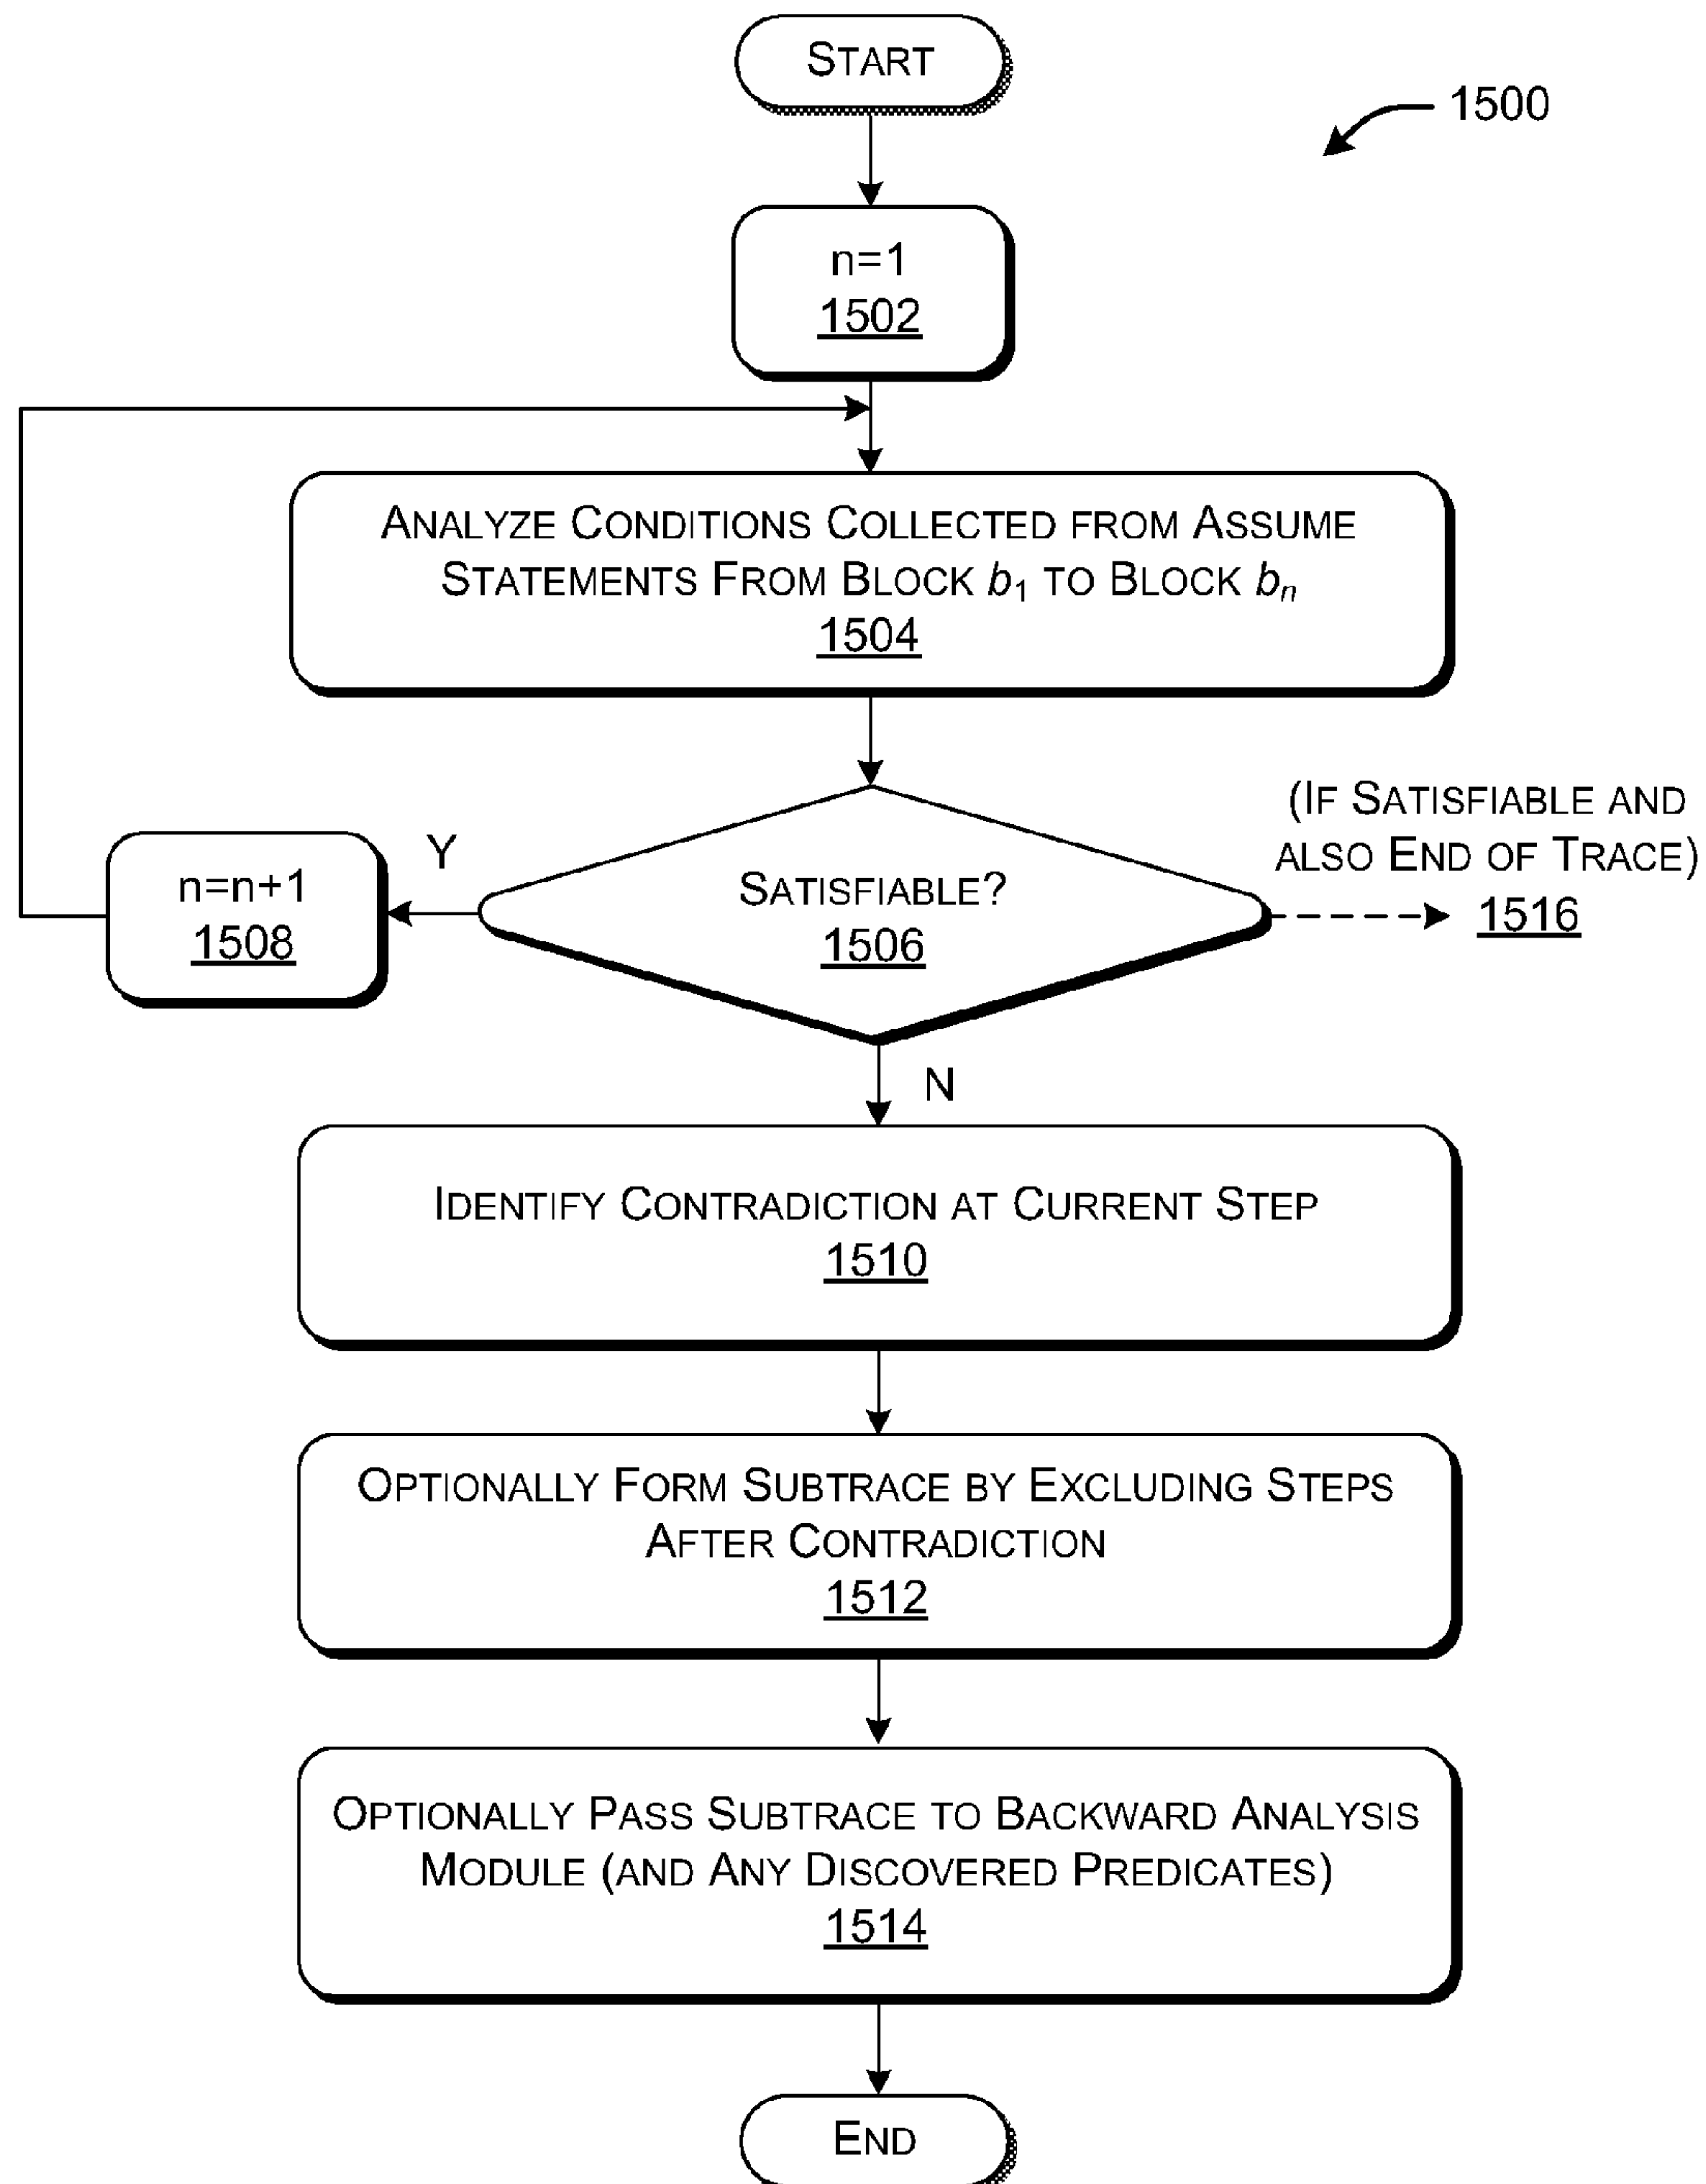 START
1500
n=1
1502
ANALYZE CONDITIONS COLLECTED FROM ASSUME
STATEMENTS FROM BLOCK b1 TO BLOCK bn
1504
(IF SATISFIABLE AND
ALSO END OF TRACE)
1516
Y
n=n+1
1508
SATISFIABLE?
1506
N
IDENTIFY CONTRADICTION AT CURRENT STEP
1510
OPTIONALLY FORM SUBTRACE BY EXCLUDING STEPS
AFTER CONTRADICTION
1512
OPTIONALLY PASS SUBTRACE TO BACKWARD ANALYSIS
MODULE (AND ANY DISCOVERED PREDICATES)
1514
END